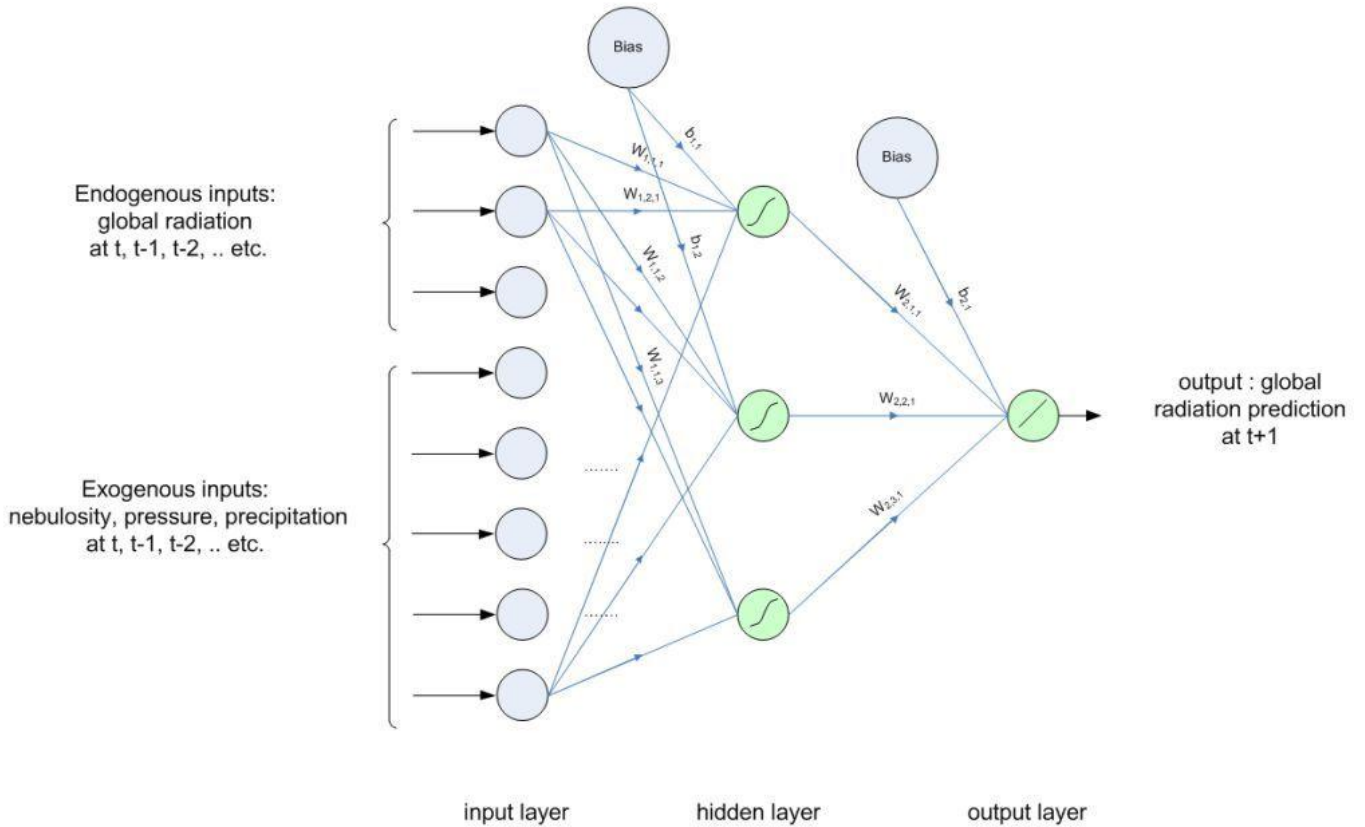 Bias
Bias
Endogenous inputs:
global radiation
at t, t-1, t-2, .. etc.
Exogenous inputs:
nebulosity, pressure, precipitation
at t, t-1, t-2, .. etc.
b1,1
W1,1,1
W1,2,1
b1,2
W1,1,2
W1,1,3
......
......
......
W2,1,1
b2,1
W2,2,1
W2,3,1
output : global
radiation prediction
at t+1
input layer
hidden layer
output layer